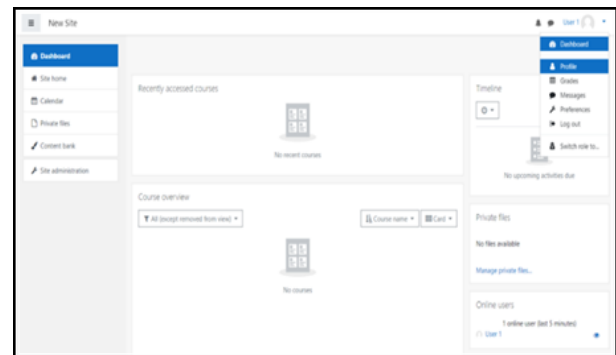 New Site
User 1
Dashboard
Site home
Calendar
Private files
Content bank
Site administration
Recently accessed courses
No recent courses
Course overview
All (except removed from view)
Course name
Card
No courses
Dashboard
Profile
Grades
Messages
Preferences
Log out
Switch role to...
Timeline
No upcoming activities due
Private files
No files available
Manage private files...
Online users
1 online user (last 5 minutes)
User 1